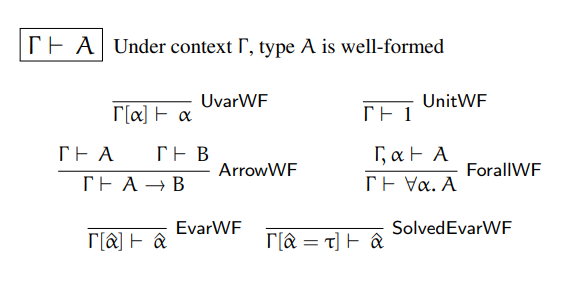 Γ ⊢ A Under context Γ, type A is well-formed
Γ[α] ⊢ α UvarWF
Γ ⊢ 1 UnitWF
Γ ⊢ A Γ ⊢ B
Γ ⊢ A → B ArrowWF
Γ, α ⊢ A
Γ ⊢ ∀α. A ForallWF
Γ[α̂] ⊢ α̂ EvarWF
Γ[α̂ = τ] ⊢ α̂ SolvedEvarWF